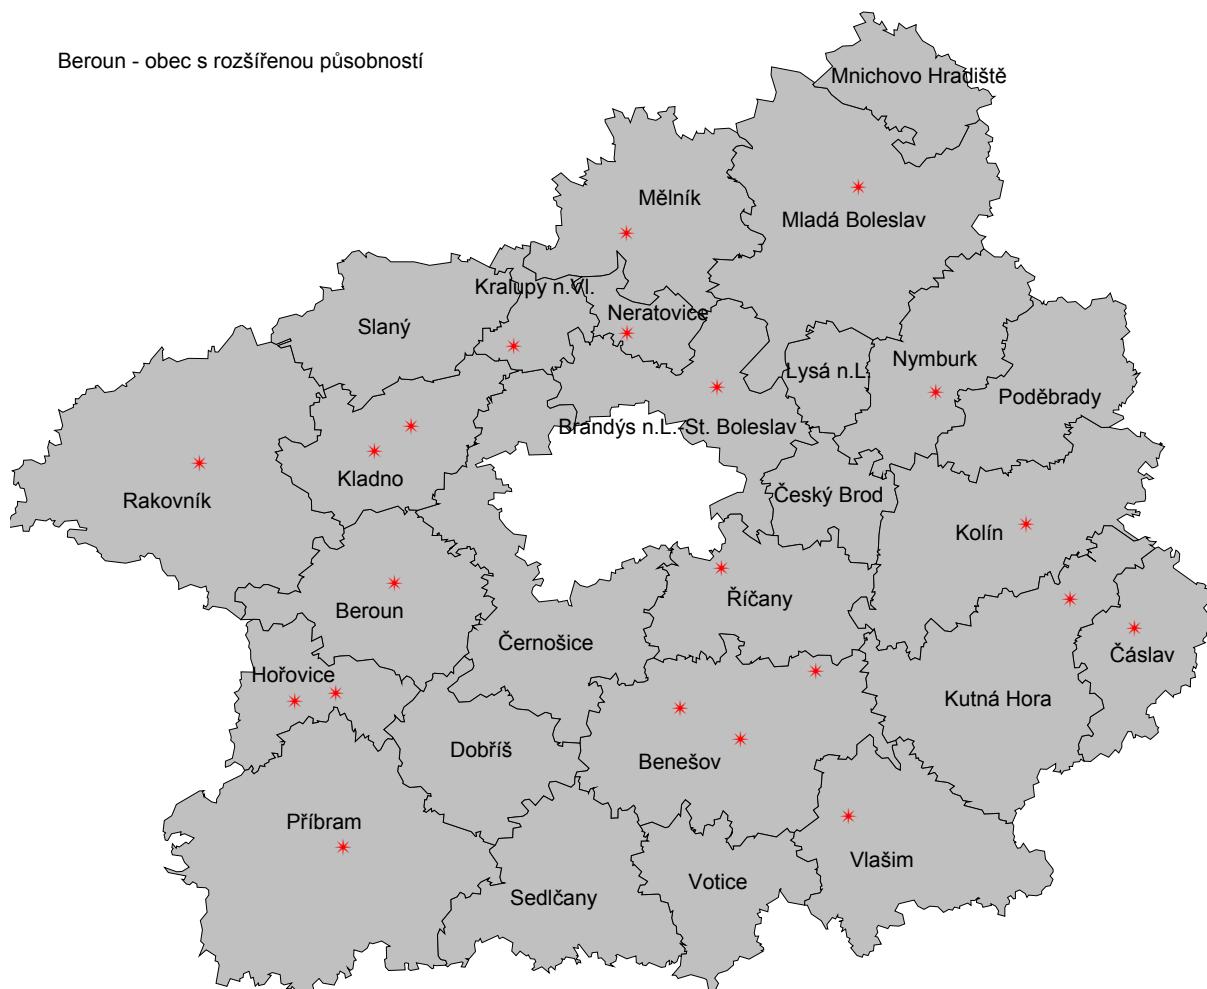 Beroun - obec s rozšířenou působností
Mnichovo Hradiště
Mělník
Mladá Boleslav
Kralupy n.Vl.
Neratovice
Slaný
Nymburk
Lysá n.L.
Poděbrady
Brandýs n.L.-St. Boleslav
Kladno
Český Brod
Rakovník
Kolín
Říčany
Beroun
Černošice
Čáslav
Hořovice
Kutná Hora
Dobříš
Benešov
Příbram
Vlašim
Votice
Sedlčany